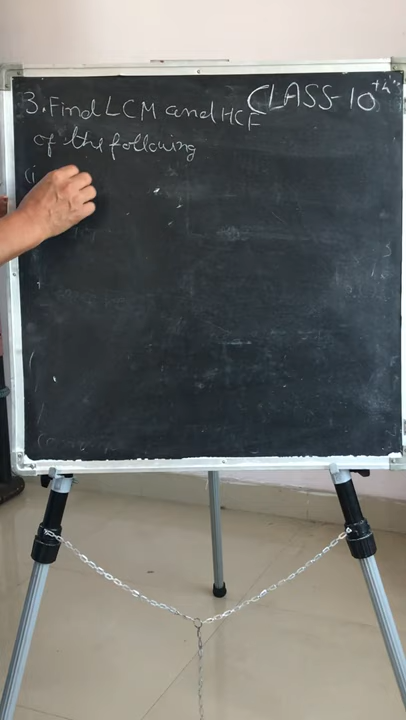 CLASS-10th
3. Find LCM and HCF
of the following
(i